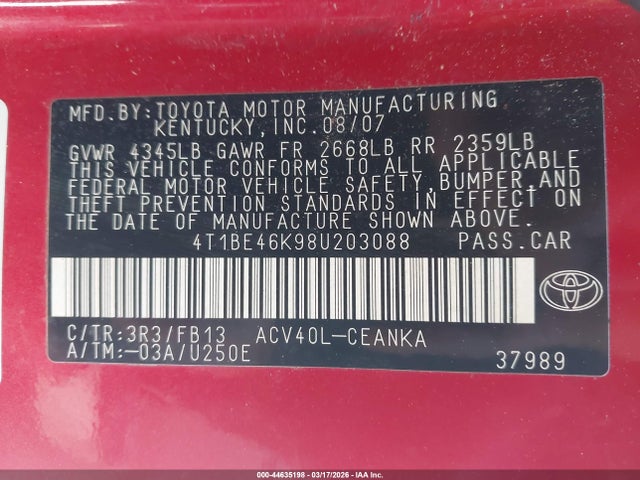 MFD.BY:TOYOTA MOTOR MANUFACTURING
KENTUCKY,INC.08/07
GVWR 4345LB GAWR FR 2668LB RR 2359LB
THIS VEHICLE CONFORMS TO ALL APPLICABLE
FEDERAL MOTOR VEHICLE SAFETY,BUMPER,AND
THEFT PREVENTION STANDARDS IN EFFECT ON
THE DATE OF MANUFACTURE SHOWN ABOVE.
4T1BE46K98U203088 PASS.CAR
C/TR:3R3/FB13 ACV40L-CEANKA
A/TM:-03A/U250E 37989
000-44635198 - 03/17/2026 - IAA Inc.